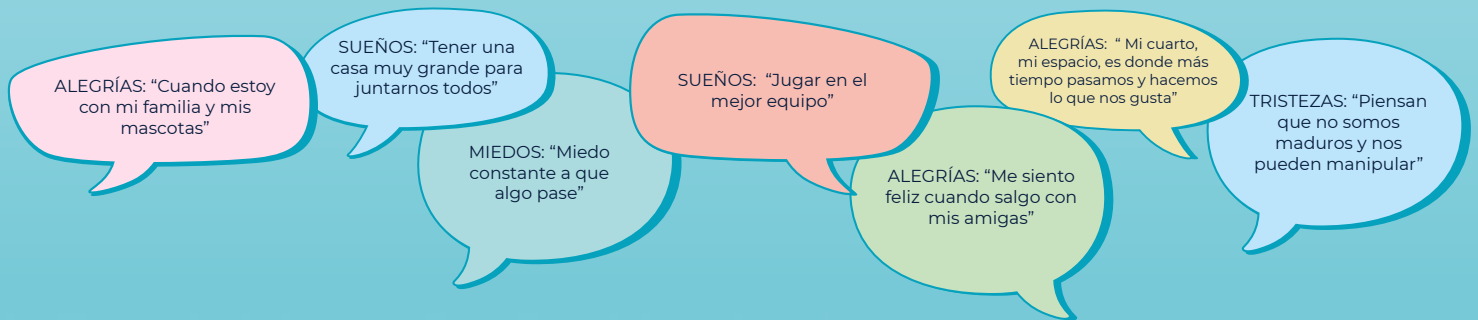 ALEGRÍAS: “Cuando estoy
con mi familia y mis
mascotas”
SUEÑOS: “Tener una
casa muy grande para
juntarnos todos”
MIEDOS: “Miedo
constante a que
algo pase”
SUEÑOS:  “Jugar en el
mejor equipo”
ALEGRÍAS: “Me siento
feliz cuando salgo con
mis amigas”
ALEGRÍAS:  “ Mi cuarto,
mi espacio, es donde más
tiempo pasamos y hacemos
lo que nos gusta”
TRISTEZAS: “Piensan
que no somos
maduros y nos
pueden manipular”